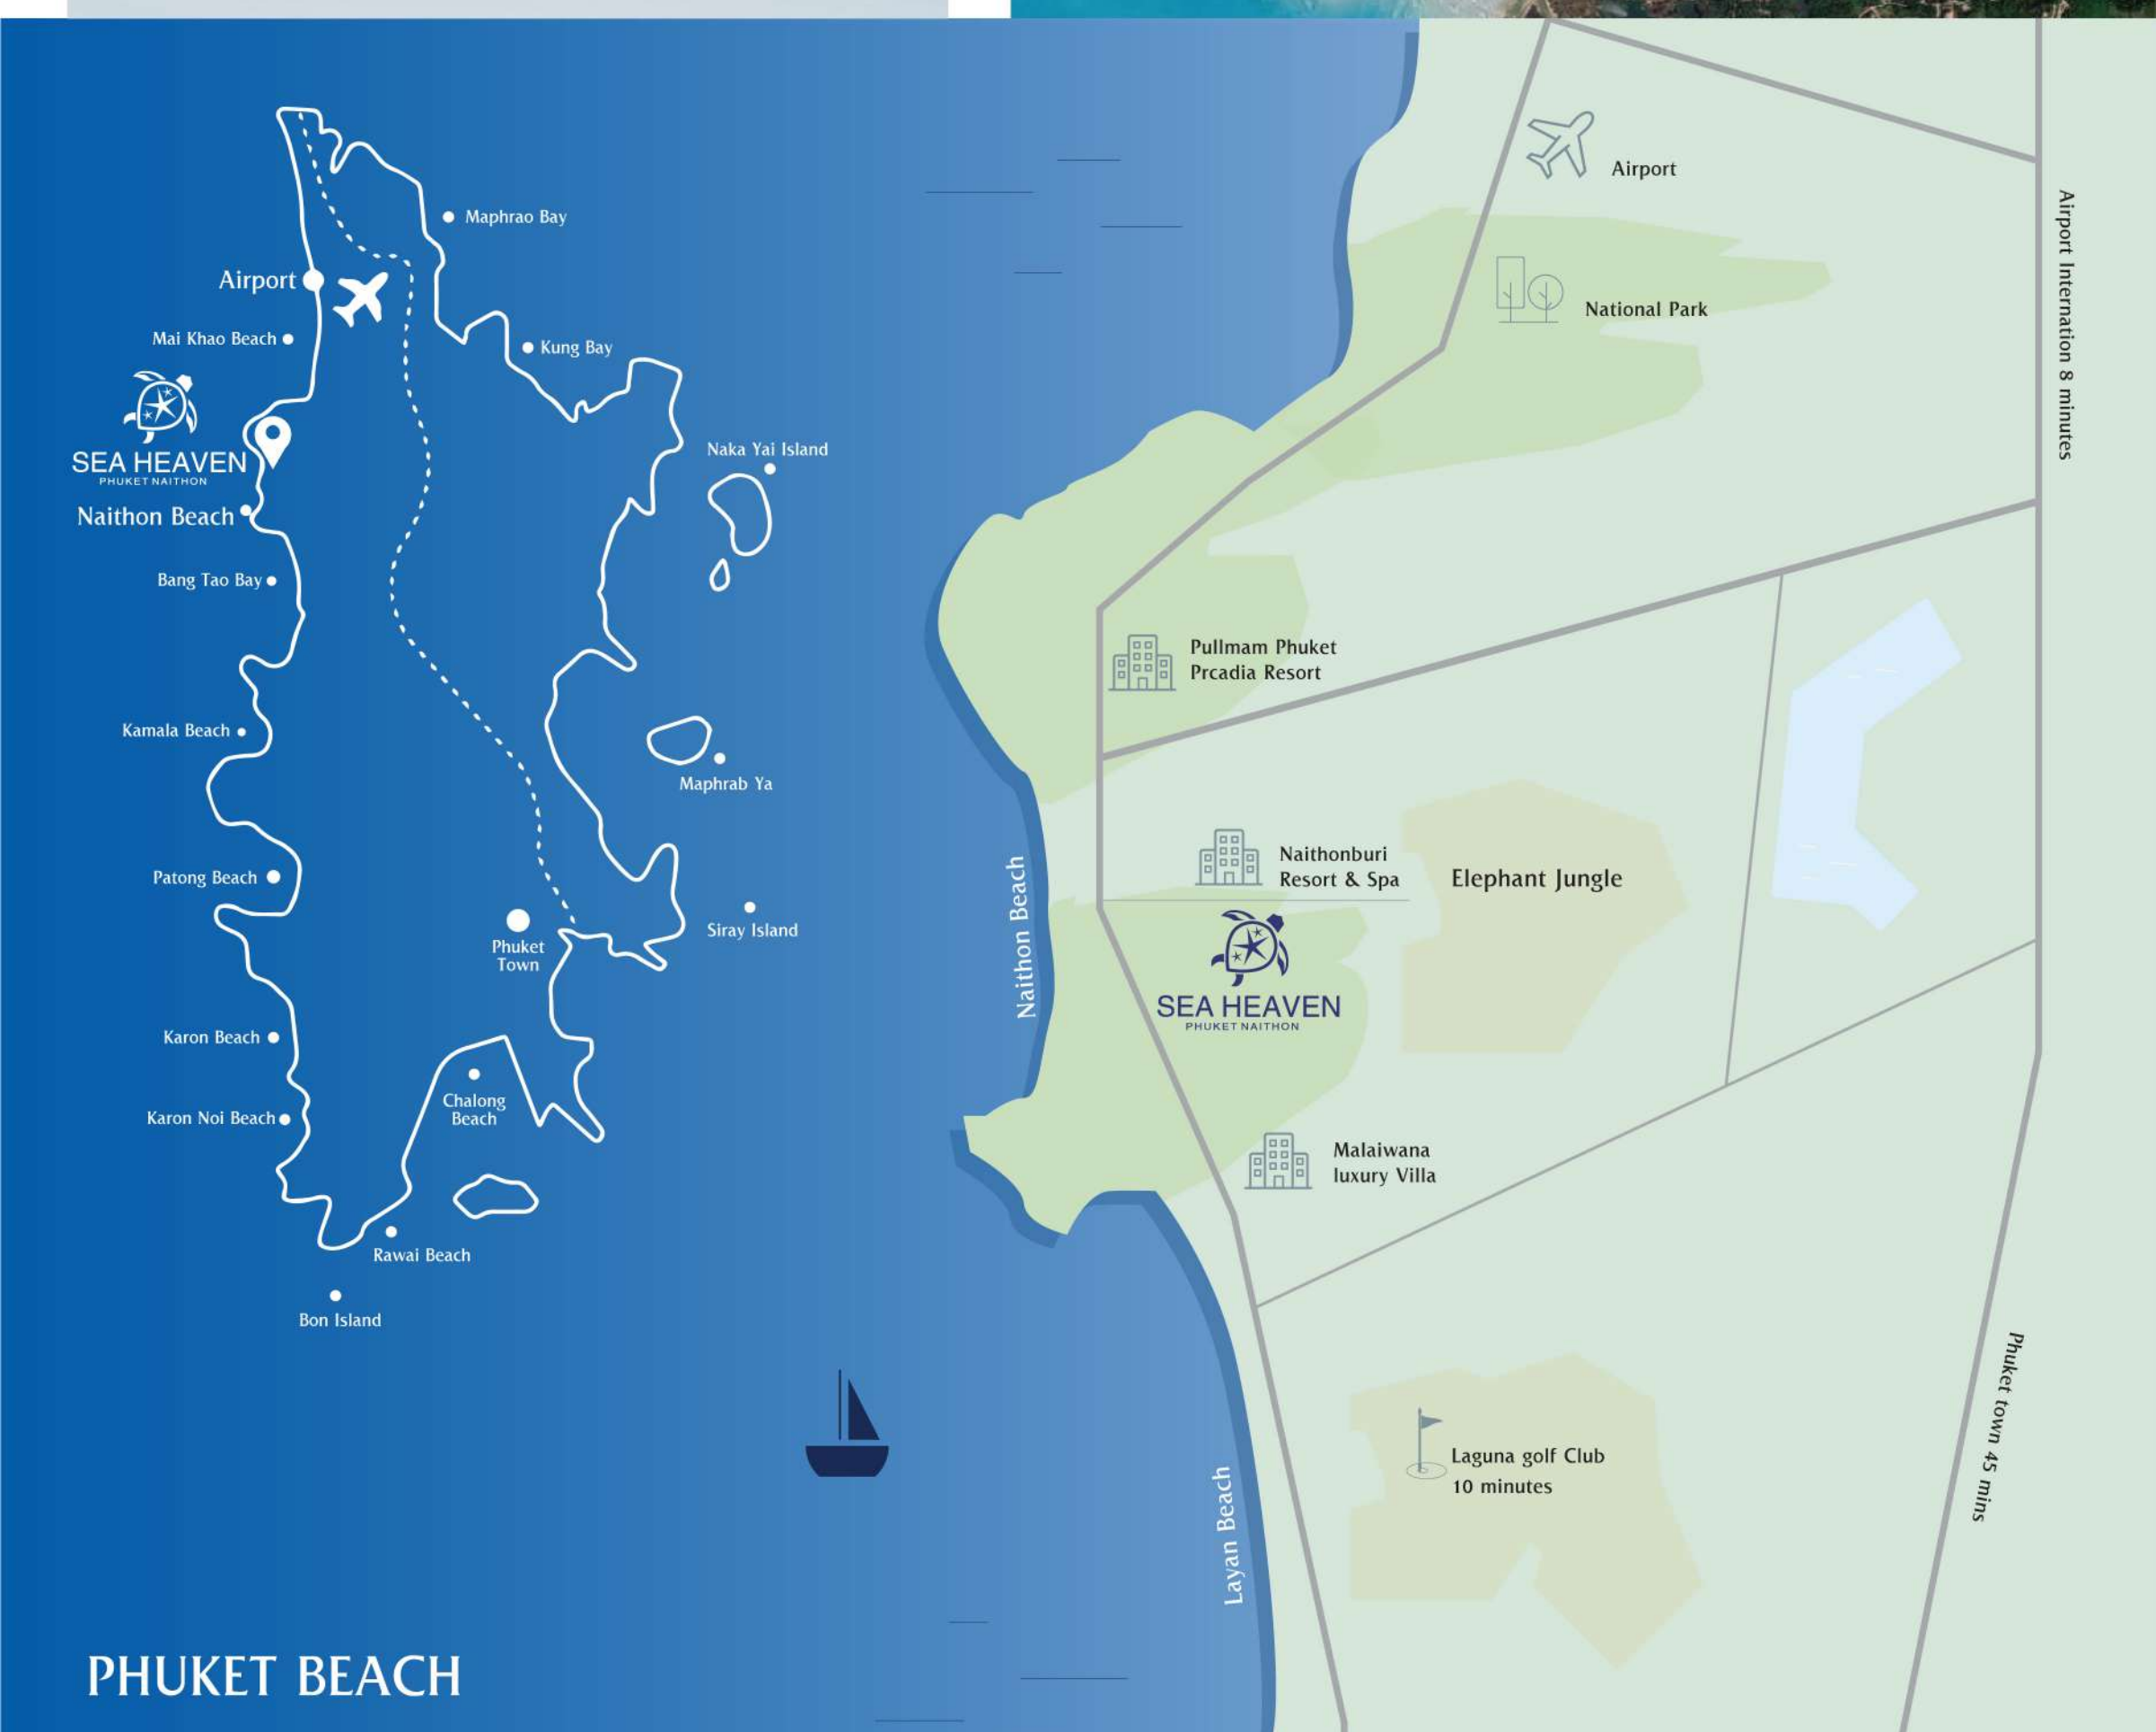 Maphrao Bay
Airport
Mai Khao Beach
Kung Bay
SEA HEAVEN
PHUKET NAITHON
Naka Yai Island
Naithon Beach
Bang Tao Bay
Kamala Beach
Maphrab Ya
Patong Beach
Siray Island
Phuket
Town
Karon Beach
Chalong
Beach
Karon Noi Beach
Rawai Beach
Bon Island
PHUKET BEACH
Airport
Airport Internation 8 minutes
National Park
Pullmam Phuket
Prcadia Resort
Naithonburi
Resort & Spa
Elephant Jungle
Naithon Beach
SEA HEAVEN
PHUKET NAITHON
Malaiwana
luxury Villa
Phuket town 45 mins
Laguna golf Club
10 minutes
Layan Beach